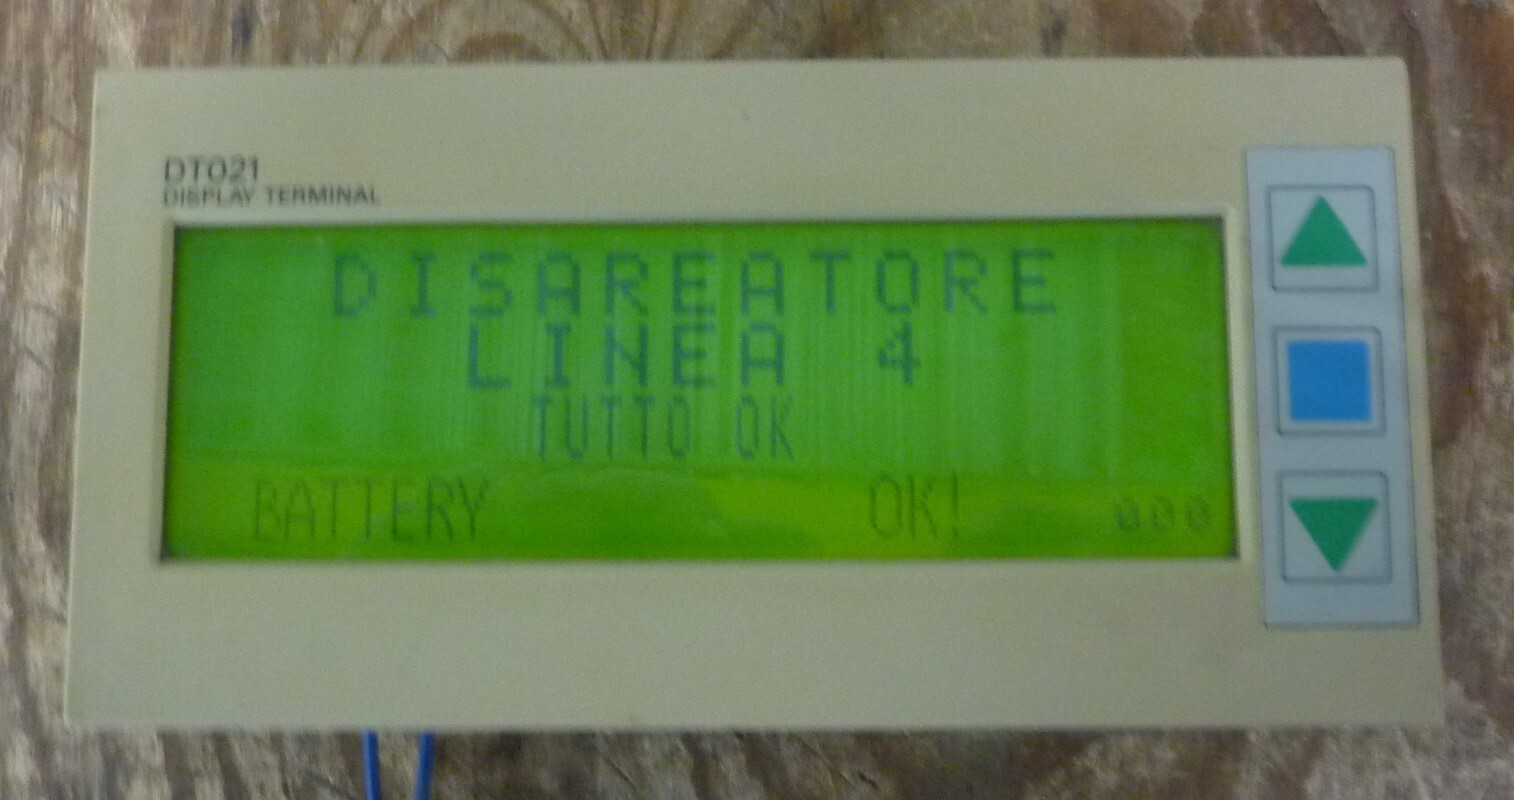 DT021
DISPLAY TERMINAL
DISAREATORE
LINEA 4
TUTTO OK
BATTERY OK! 000